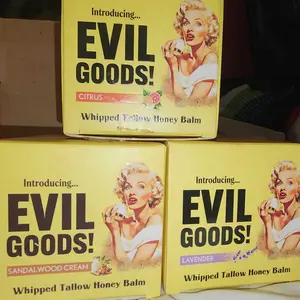 Introducing...
EVIL
GOODS!
CITRUS
Whipped Tallow Honey Balm
Introducing...
EVIL
GOODS!
SANDALWOOD CREAM
Whipped Tallow Honey Balm
Introducing...
EVIL
GOODS!
LAVENDER
Whipped Tallow Honey Balm